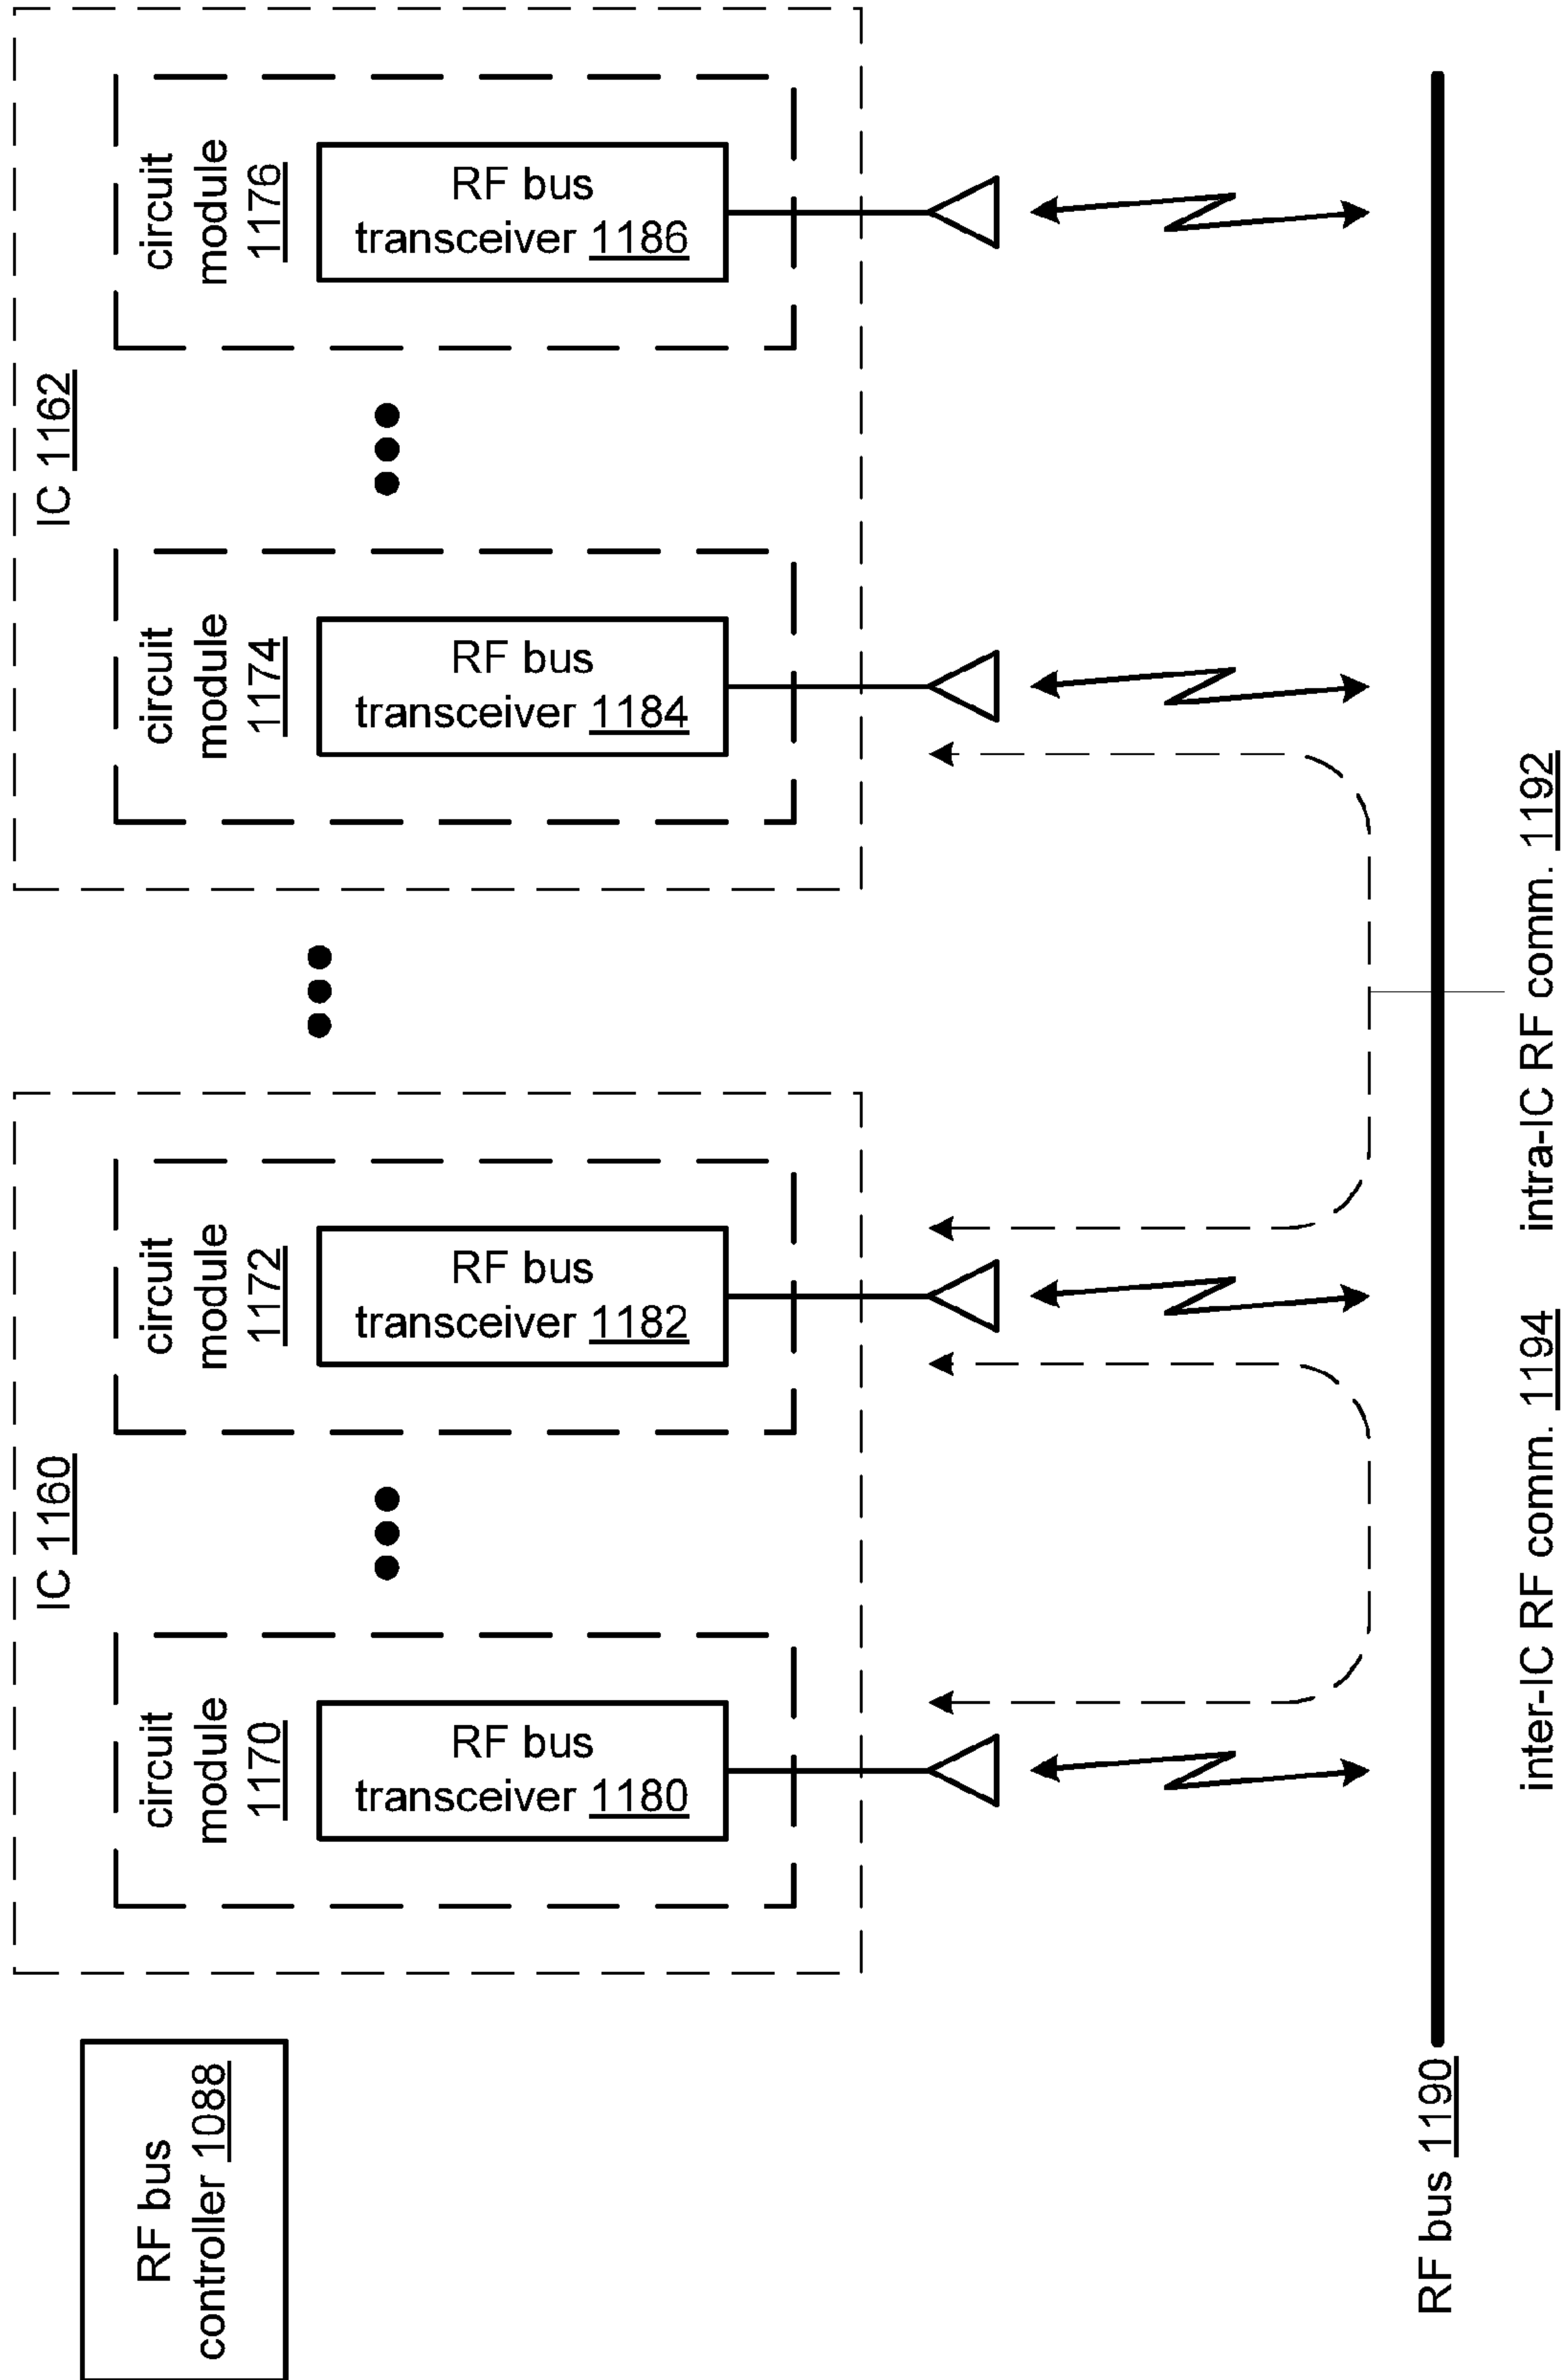 RF bus
controller 1088
IC 1160
circuit
module
1170
RF bus
transceiver 1180
circuit
module
1172
RF bus
transceiver 1182
IC 1162
circuit
module
1174
RF bus
transceiver 1184
circuit
module
1176
RF bus
transceiver 1186
RF bus 1190
inter-IC RF comm. 1194
intra-IC RF comm. 1192